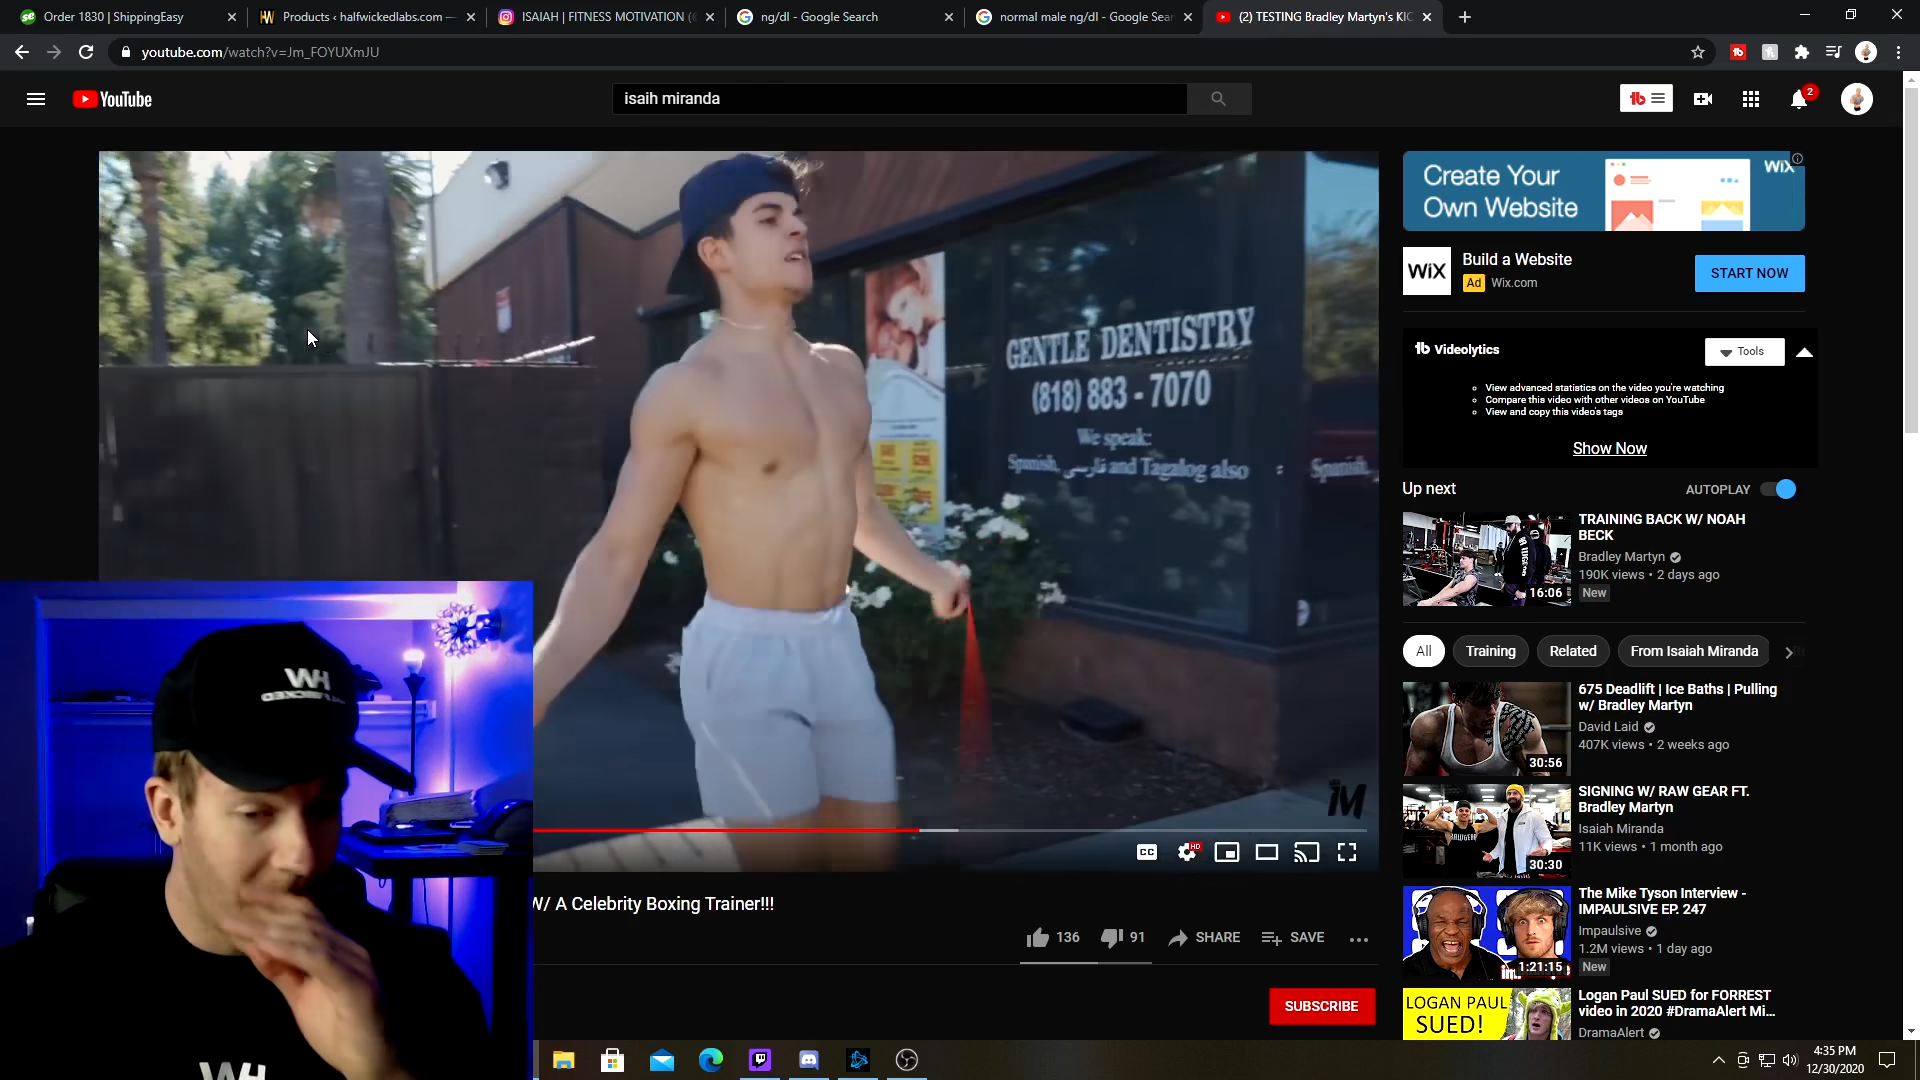 Order 1830 | ShippingEasy
Products ‹ halfwickedlabs.com —
ISAIAH | FITNESS MOTIVATION (
ng/dl - Google Search
normal male ng/dl - Google Sear
(2) TESTING Bradley Martyn's KIC
youtube.com/watch?v=Jm_FOYUXmJU
YouTube
isaih miranda
2
Create Your
Own Website
WiX
WiX
Build a Website
Ad Wix.com
START NOW
GENTLE DENTISTRY
(818) 883 - 7070
We speak:
Spanish, فارسی and Tagalog also
Spanish
Videolytics
Tools
View advanced statistics on the video you're watching
Compare this video with other videos on YouTube
View and copy this video's tags
Show Now
Up next
AUTOPLAY
TRAINING BACK W/ NOAH
BECK
Bradley Martyn
190K views • 2 days ago
New
16:06
All
Training
Related
From Isaiah Miranda
675 Deadlift | Ice Baths | Pulling
w/ Bradley Martyn
David Laid
407K views • 2 weeks ago
30:56
SIGNING W/ RAW GEAR FT.
Bradley Martyn
Isaiah Miranda
11K views • 1 month ago
30:30
The Mike Tyson Interview -
IMPAULSIVE EP. 247
Impaulsive
1.2M views • 1 day ago
New
1:21:15
LOGAN PAUL
SUED!
Logan Paul SUED for FORREST
video in 2020 #DramaAlert Mi...
DramaAlert
IM
CC
HD
W/ A Celebrity Boxing Trainer!!!
136
91
SHARE
SAVE
SUBSCRIBE
WH
WH
4:35 PM
12/30/2020